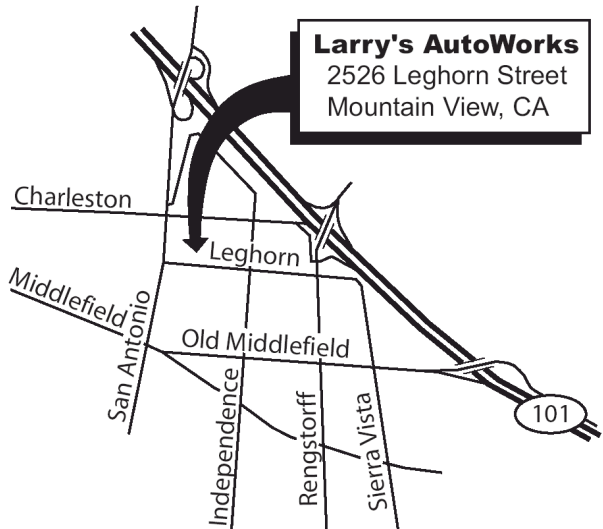 Larry's AutoWorks
2526 Leghorn Street
Mountain View, CA
Charleston
Leghorn
Middlefield
San Antonio
Old Middlefield
Independence
Rengstorff
Sierra Vista
101